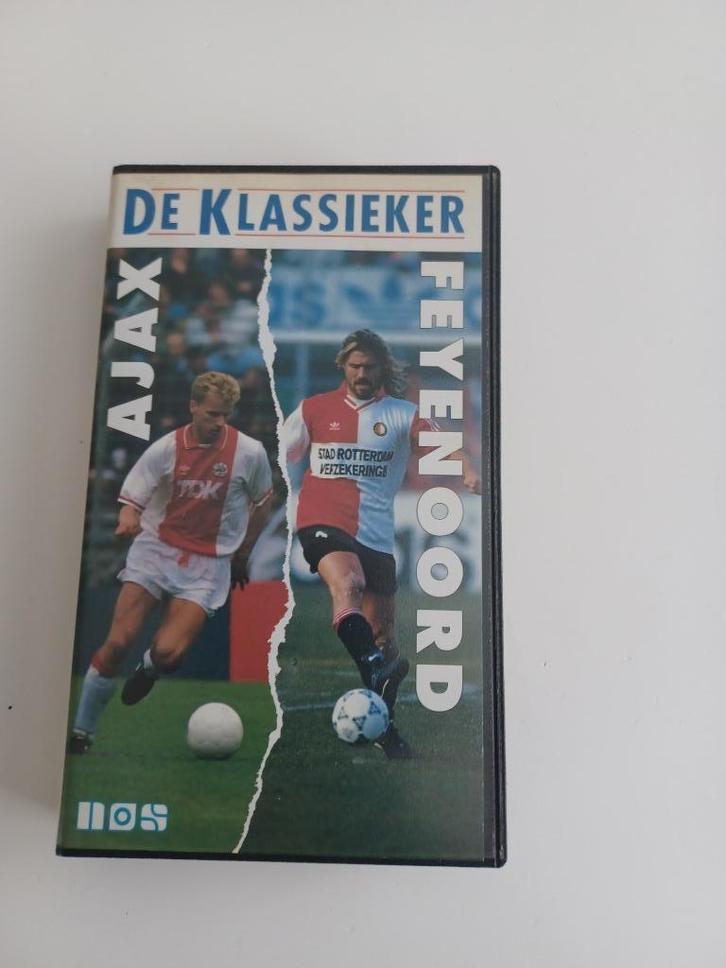 DE KLASSIEKER
AJAX
FEYENOORD
TDK
STAD ROTTERDAM
VERZEKERINGEN
nos